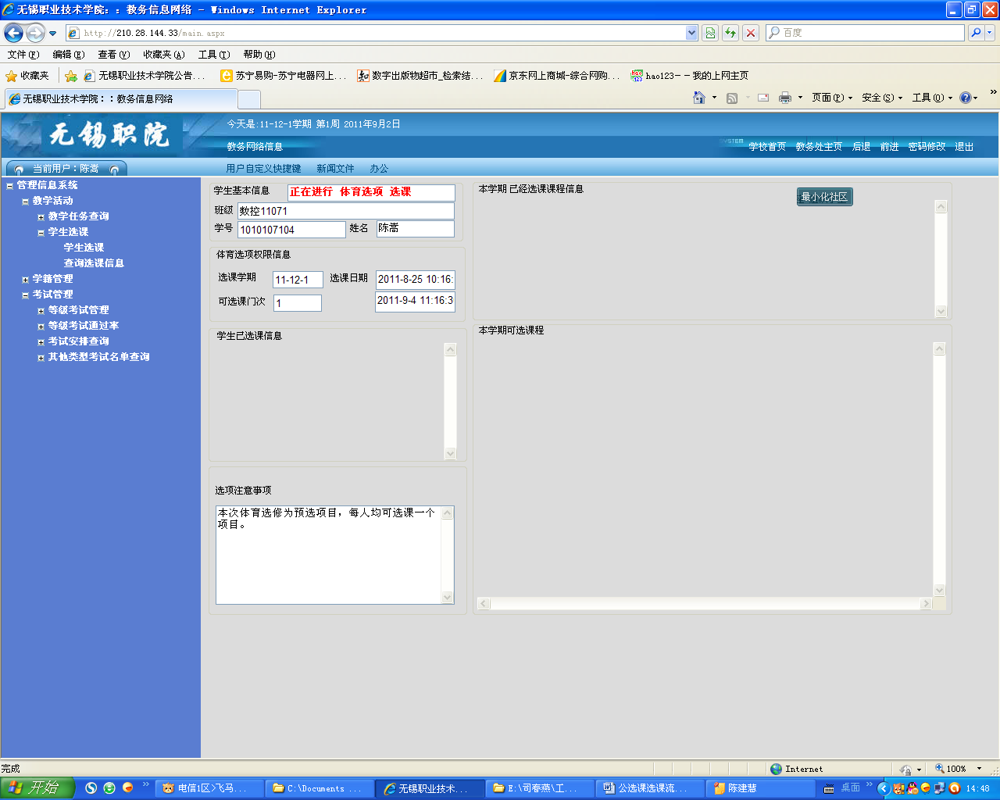 无锡职业技术学院：：教务信息网络 - Windows Internet Explorer
http://210.28.144.33/main.aspx
百度
文件(F) 编辑(E) 查看(V) 收藏夹(A) 工具(T) 帮助(H)
收藏夹 无锡职业技术学院公告... 苏宁易购-苏宁电器网上... 数字出版物超市_检索结... 京东网上商城-综合网购... hao123－－我的上网主页
无锡职业技术学院：：教务信息网络
页面(P) 安全(S) 工具(O)
无锡职院
今天是:11-12-1学期 第1周 2011年9月2日
教务网络信息
SYSTEM
学校首页 教务处主页 后退 前进 密码修改 退出
当前用户：陈嵩
用户自定义快捷键 新闻文件 办公
管理信息系统
教学活动
教学任务查询
学生选课
学生选课
查询选课信息
学籍管理
考试管理
等级考试管理
等级考试通过率
考试安排查询
其他类型考试名单查询
学生基本信息 正在进行 体育选项 选课
班级 数控11071
学号 1010107104 姓名 陈嵩
体育选项权限信息
选课学期 11-12-1 选课日期 2011-8-25 10:16:
可选课门次 1 2011-9-4 11:16:3
学生已选课信息
选项注意事项
本次体育选修为预选项目，每人均可选课一个
项目。
本学期 已经选课课程信息
最小化社区
本学期可选课程
完成
Internet
100%
开始
电信1区>飞马...
C:\Documents ...
无锡职业技术...
E:\司春燕\工...
公选课选课流...
陈建慧
桌面
14:48